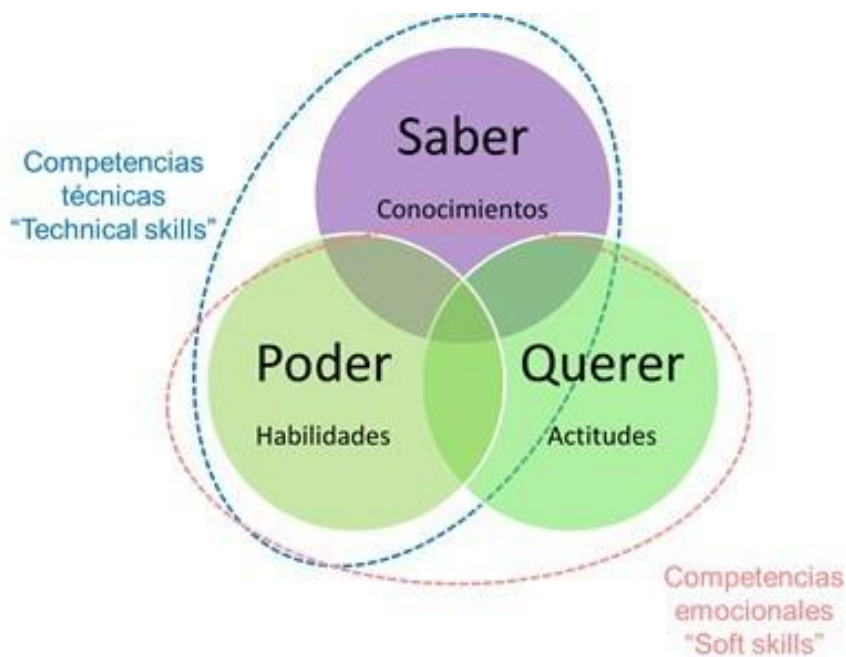 Saber
Conocimientos
Competencias
técnicas
“Technical skills”
Poder
Habilidades
Querer
Actitudes
Competencias
emocionales
“Soft skills”